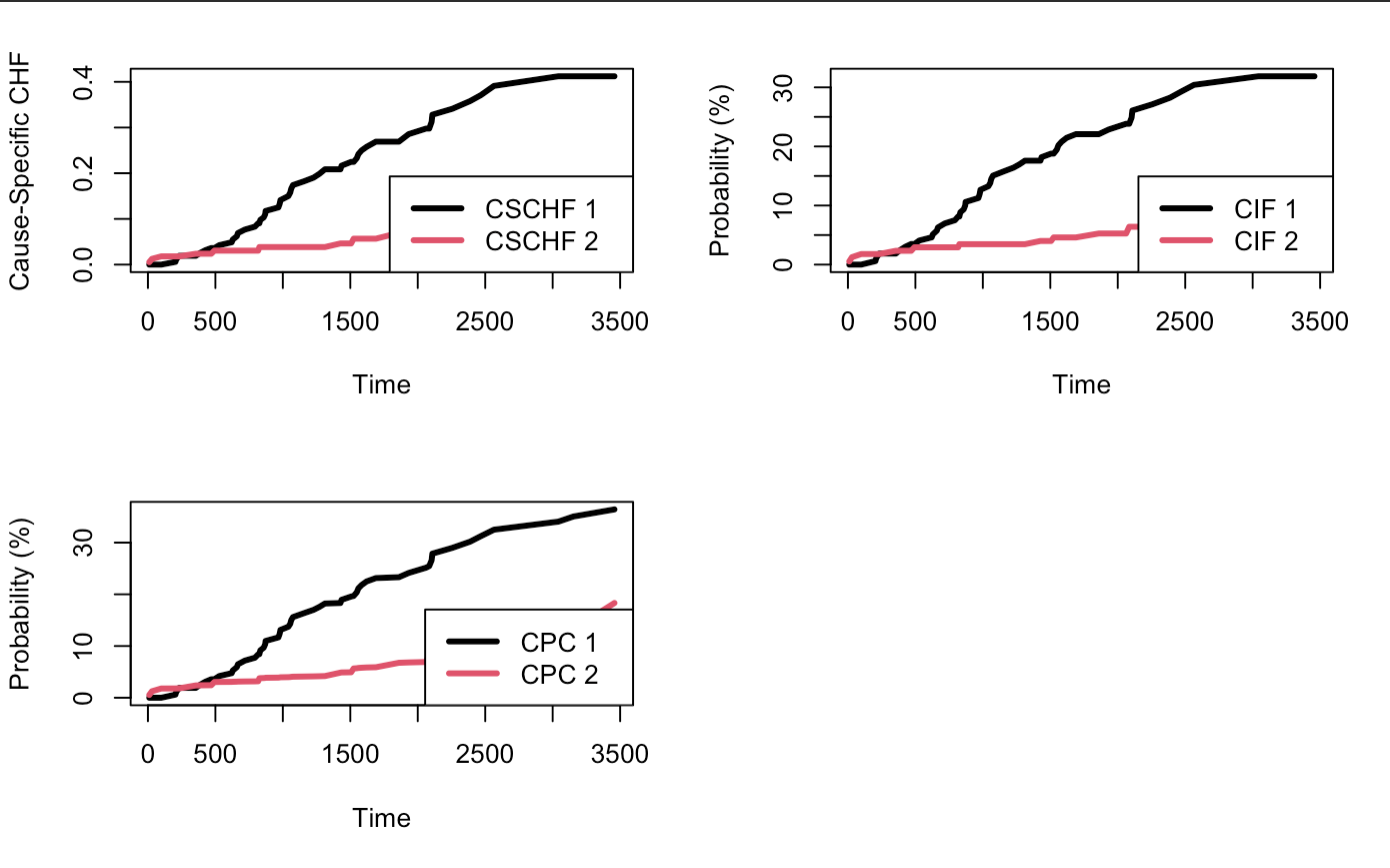 Cause-Specific CHF
0.4
0.2
0.0
CSCHF 1
CSCHF 2
0 500 1500 2500 3500
Time
Probability (%)
30
20
10
0
CIF 1
CIF 2
0 500 1500 2500 3500
Time
Probability (%)
30
10
0
CPC 1
CPC 2
0 500 1500 2500 3500
Time